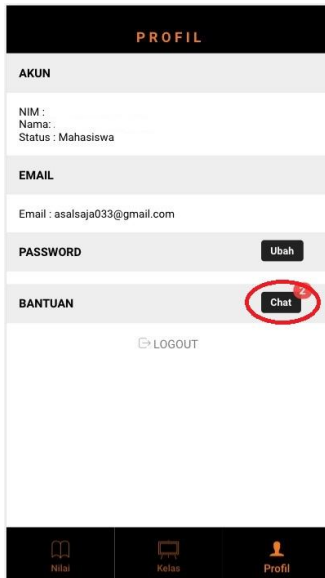 PROFIL
AKUN
NIM :
Nama:
Status : Mahasiswa
EMAIL
Email : asalsaja033@gmail.com
PASSWORD
Ubah
BANTUAN
Chat
2
LOGOUT
Nilai
Kelas
Profil